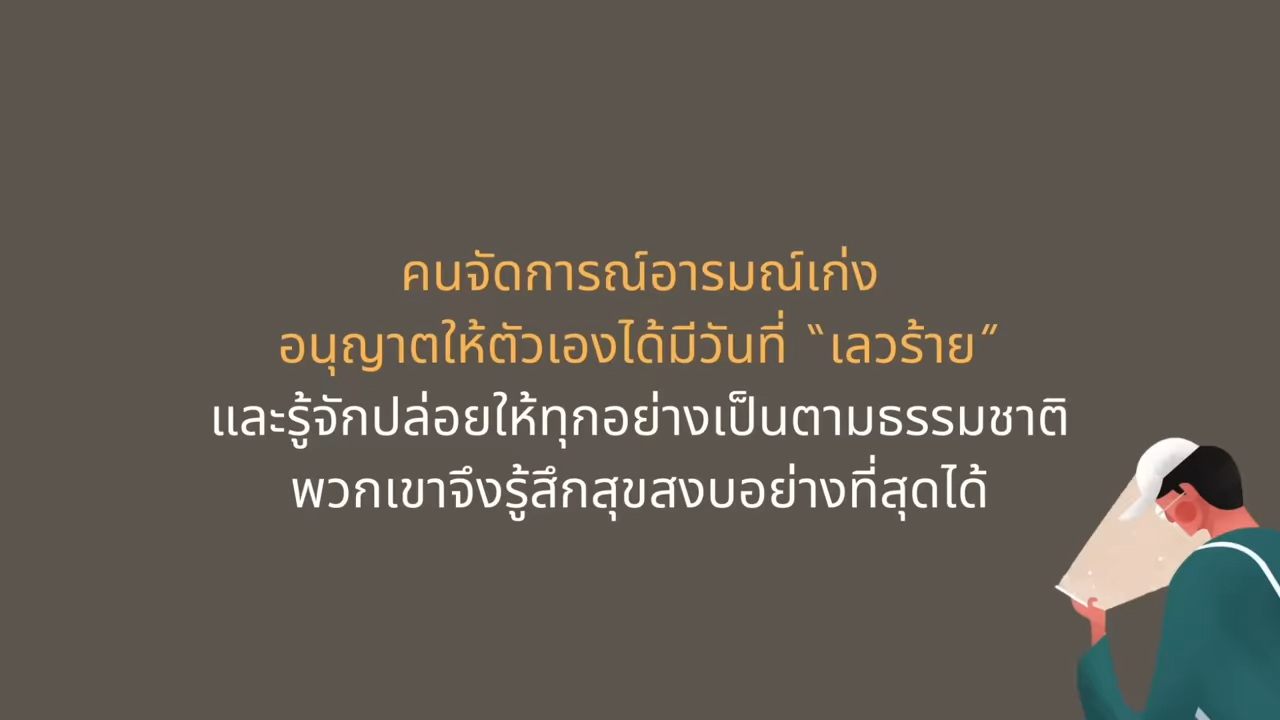 คนจัดการณ์อารมณ์เก่ง
อนุญาตให้ตัวเองได้มีวันที่ “เลวร้าย”
และรู้จักปล่อยให้ทุกอย่างเป็นตามธรรมชาติ
พวกเขาจึงรู้สึกสุขสงบอย่างที่สุดได้